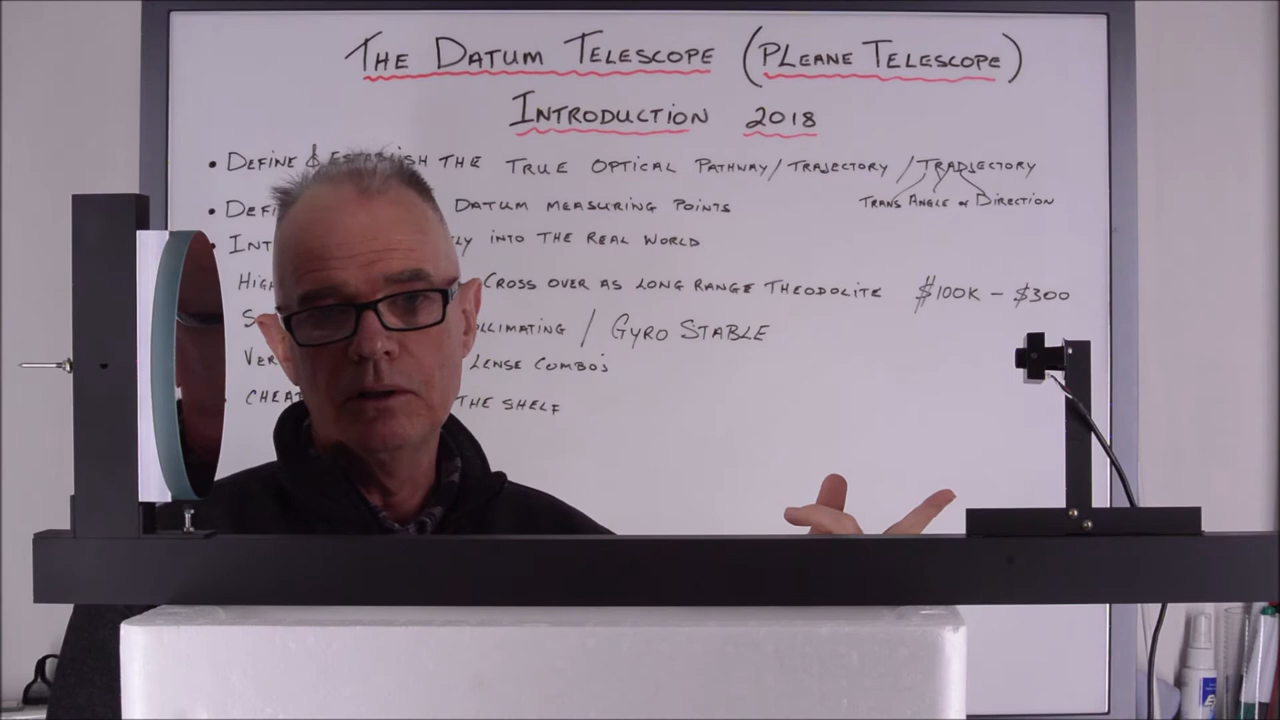 THE DATUM TELESCOPE (PLEANE TELESCOPE)
INTRODUCTION 2018
• DEFINE & ESTABLISH THE TRUE OPTICAL PATHWAY/TRAJECTORY/TRADJECTORY
TRANS ANGLE or DIRECTION
• DEFI DATUM MEASURING POINTS
• INT LY INTO THE REAL WORLD
HIGH CROSS OVER AS LONG RANGE THEODOLITE $100K – $300
S OLLIMATING / GYRO STABLE
VER LENSE COMBO'S
CHEA THE SHELF